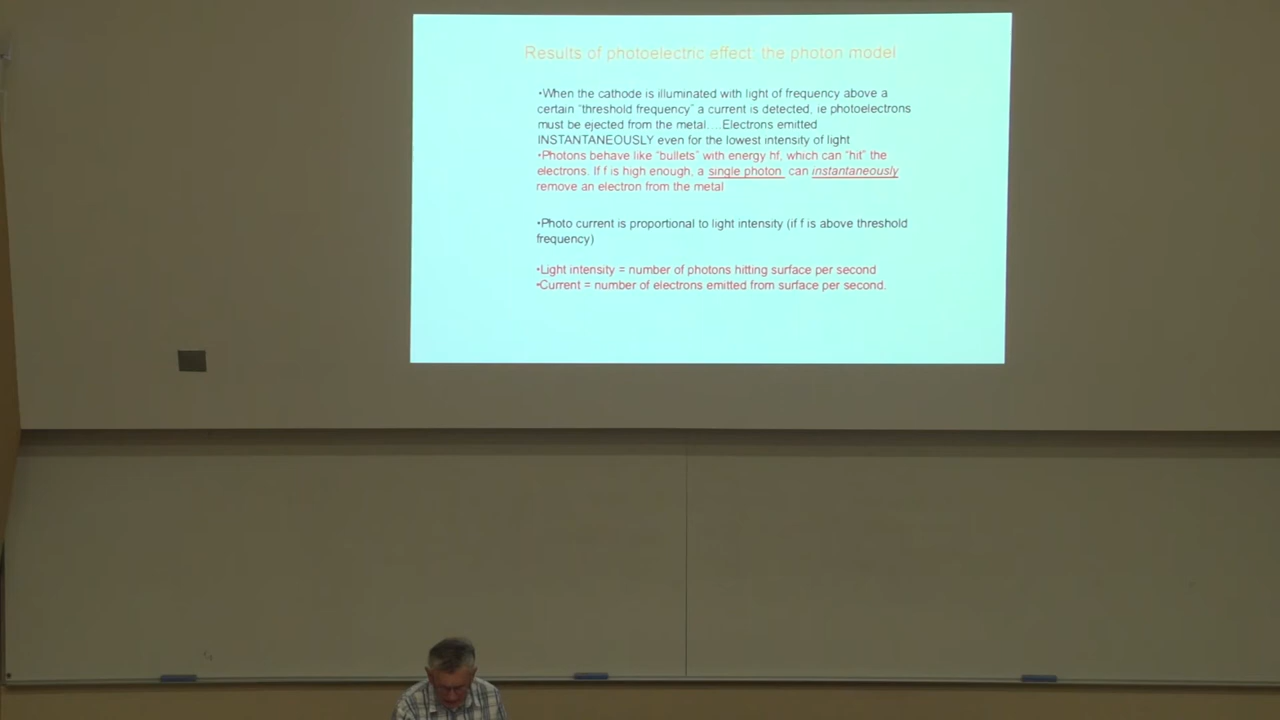 Results of photoelectric effect: the photon model
•When the cathode is illuminated with light of frequency above a
certain "threshold frequency" a current is detected, ie photoelectrons
must be ejected from the metal.... Electrons emitted
INSTANTANEOUSLY even for the lowest intensity of light
•Photons behave like "bullets" with energy hf, which can "hit" the
electrons. If f is high enough, a single photon can instantaneously
remove an electron from the metal
•Photo current is proportional to light intensity (if f is above threshold
frequency)
•Light intensity = number of photons hitting surface per second
•Current = number of electrons emitted from surface per second.